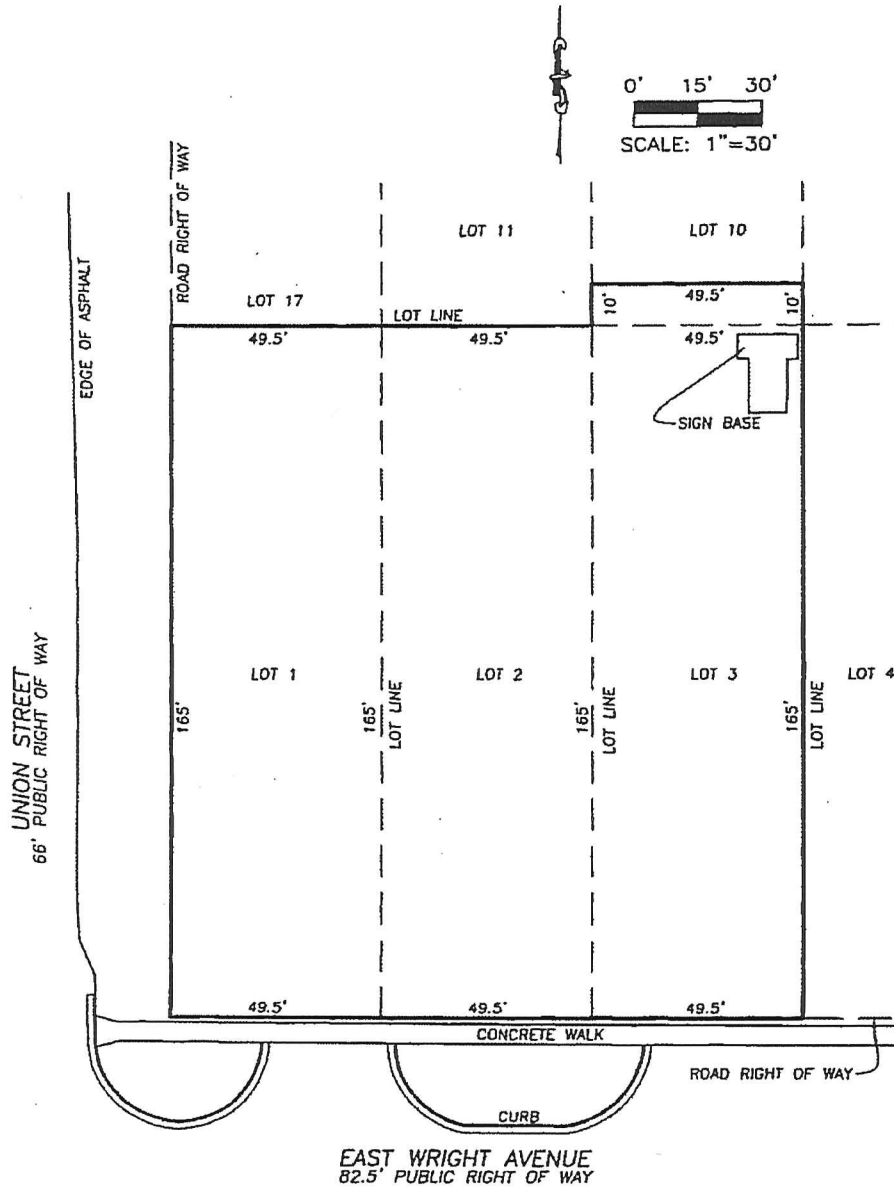 0' 15' 30'
SCALE: 1"=30'
ROAD RIGHT OF WAY
EDGE OF ASPHALT
LOT 11
LOT 10
LOT 17
LOT LINE
49.5'
10'
10'
49.5'
49.5'
49.5'
SIGN BASE
UNION STREET
66' PUBLIC RIGHT OF WAY
LOT 1
LOT 2
LOT 3
LOT 4
165'
165'
LOT LINE
165'
LOT LINE
165'
LOT LINE
49.5'
49.5'
49.5'
CONCRETE WALK
ROAD RIGHT OF WAY
CURB
EAST WRIGHT AVENUE
82.5' PUBLIC RIGHT OF WAY